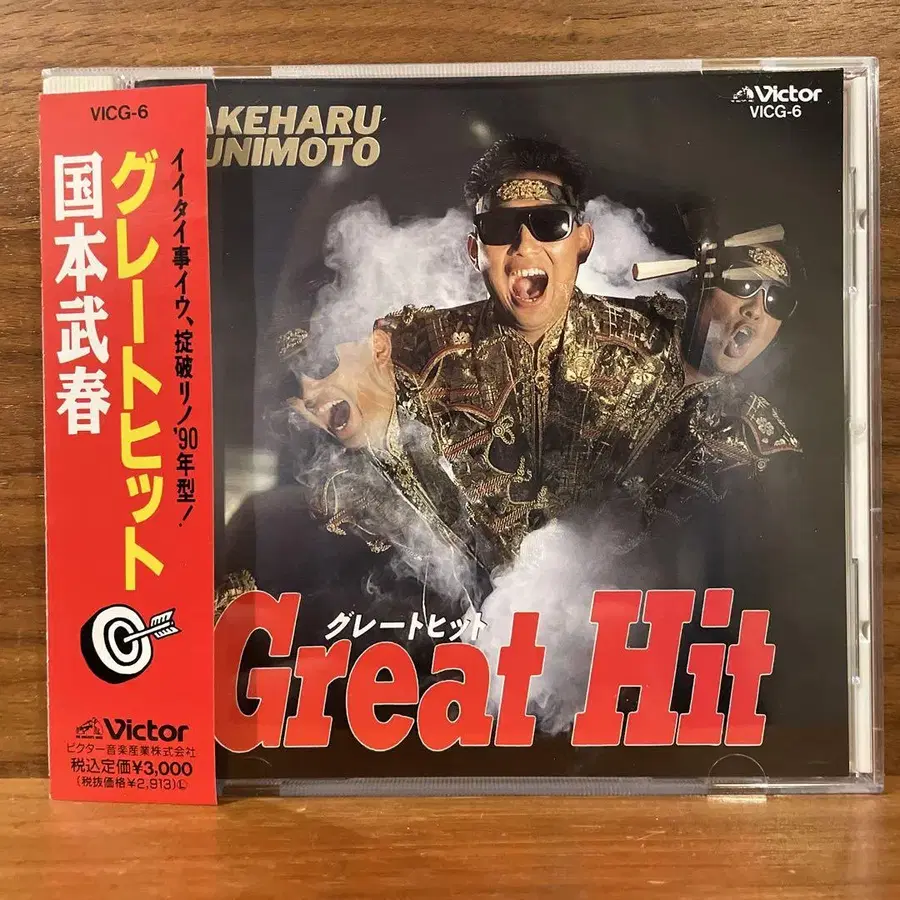 VICG-6
イイタイ事イウ、掟破リノ'90年型!
グレートヒット
国本武春
Victor
ビクター音楽産業株式会社
税込定価¥3,000
(税抜価格¥2,913)Ⓛ
AKEHARU
UNIMOTO
Victor
VICG-6
グレートヒット
Great Hit